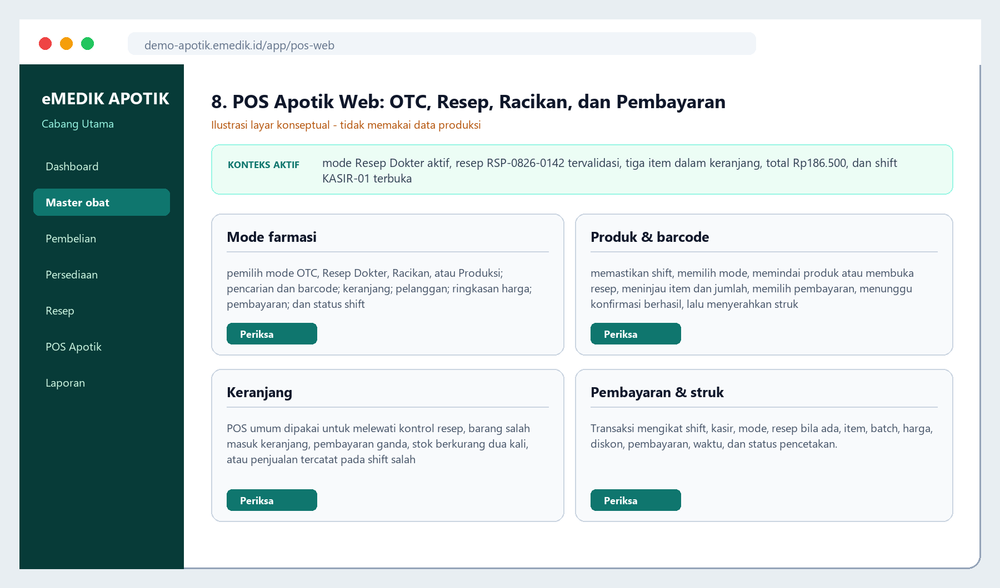 demo-apotik.emedik.id/app/pos-web
eMEDIK APOTIK
Cabang Utama
Dashboard
Master obat
Pembelian
Persediaan
Resep
POS Apotik
Laporan
8. POS Apotik Web: OTC, Resep, Racikan, dan Pembayaran
Ilustrasi layar konseptual - tidak memakai data produksi
KONTEKS AKTIF
mode Resep Dokter aktif, resep RSP-0826-0142 tervalidasi, tiga item dalam keranjang, total Rp186.500, dan shift
KASIR-01 terbuka
Mode farmasi
pemilih mode OTC, Resep Dokter, Racikan, atau Produksi;
pencarian dan barcode; keranjang; pelanggan; ringkasan harga;
pembayaran; dan status shift
Periksa
Produk & barcode
memastikan shift, memilih mode, memindai produk atau membuka
resep, meninjau item dan jumlah, memilih pembayaran, menunggu
konfirmasi berhasil, lalu menyerahkan struk
Periksa
Keranjang
POS umum dipakai untuk melewati kontrol resep, barang salah
masuk keranjang, pembayaran ganda, stok berkurang dua kali,
atau penjualan tercatat pada shift salah
Periksa
Pembayaran & struk
Transaksi mengikat shift, kasir, mode, resep bila ada, item, batch, harga,
diskon, pembayaran, waktu, dan status pencetakan.
Periksa